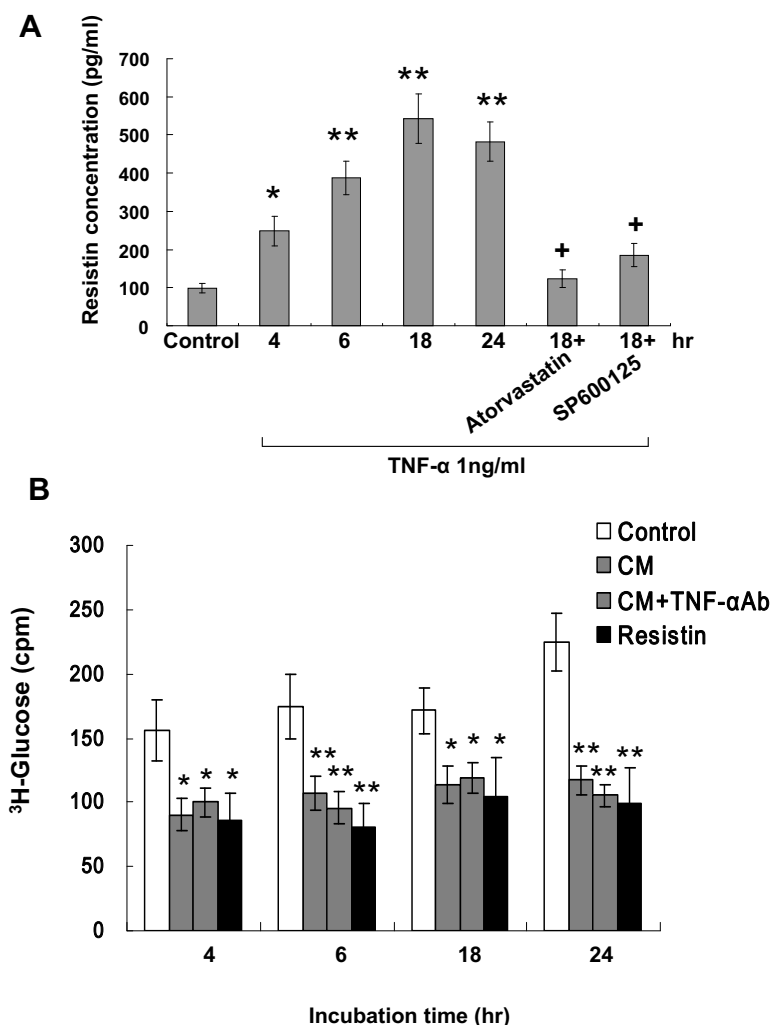 A
Resistin concentration (pg/ml)
700
600
500
400
300
200
100
0
*
**
**
**
+
+
Control 4 6 18 24 18+ 18+ hr
Atorvastatin
SP600125
TNF-α 1ng/ml
B
Control
CM
CM+TNF-αAb
Resistin
³H-Glucose (cpm)
300
250
200
150
100
50
0
* * *
** ** **
* * *
** ** **
4 6 18 24
Incubation time (hr)